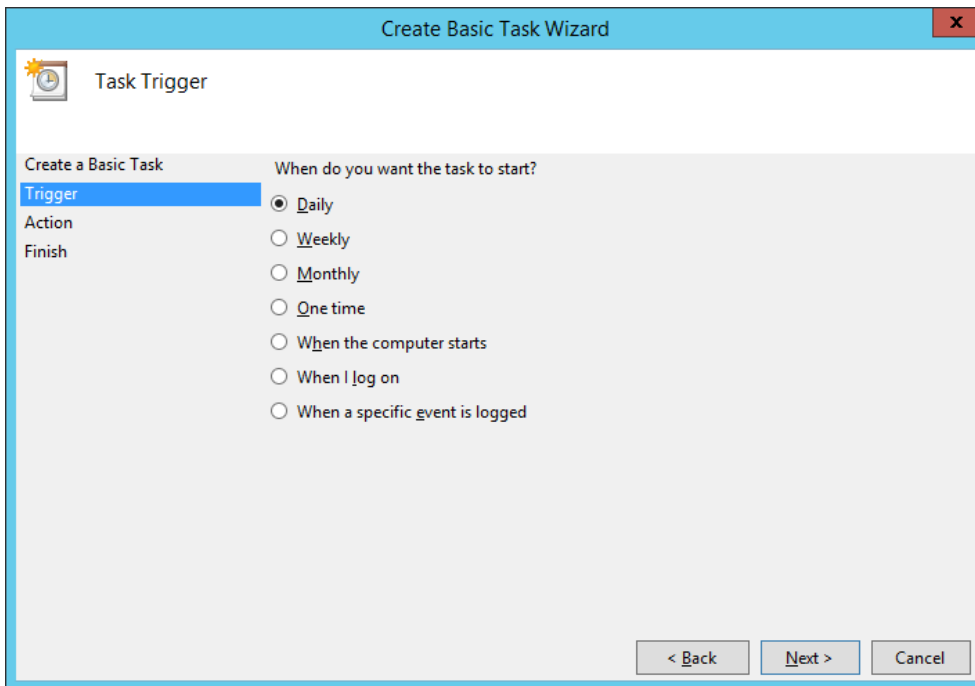 Create Basic Task Wizard
x
Task Trigger
Create a Basic Task
Trigger
Action
Finish
When do you want the task to start?
Daily
Weekly
Monthly
One time
When the computer starts
When I log on
When a specific event is logged
< Back
Next >
Cancel